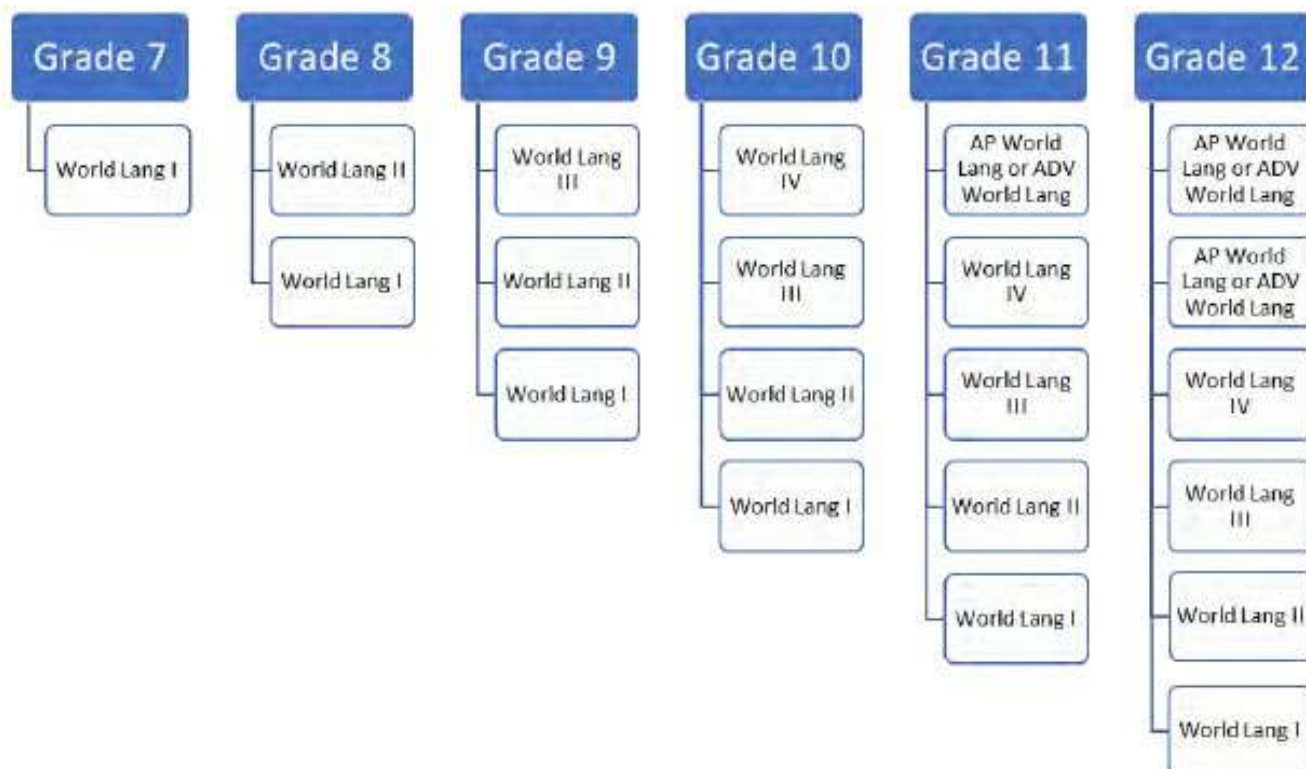 Grade 7
World Lang I
Grade 8
World Lang II
World Lang I
Grade 9
World Lang
III
World Lang II
World Lang I
Grade 10
World Lang
IV
World Lang
III
World Lang II
World Lang I
Grade 11
AP World
Lang or ADV
World Lang
World Lang
IV
World Lang
III
World Lang II
World Lang I
Grade 12
AP World
Lang or ADV
World Lang
AP World
Lang or ADV
World Lang
World Lang
IV
World Lang
III
World Lang II
World Lang I